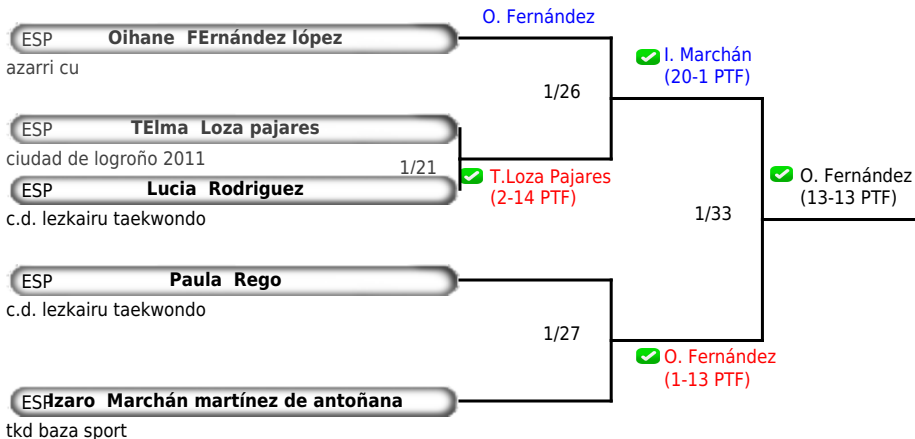 O. Fernández
ESP Oihane FErnández lópez
azarri cu
I. Marchán
(20-1 PTF)
1/26
ESP TElma Loza pajares
ciudad de logroño 2011
1/21
T.Loza Pajares
(2-14 PTF)
O. Fernández
(13-13 PTF)
ESP Lucia Rodriguez
c.d. lezkairu taekwondo
1/33
ESP Paula Rego
c.d. lezkairu taekwondo
1/27
O. Fernández
(1-13 PTF)
ESP Izaro Marchán martínez de antoñana
tkd baza sport